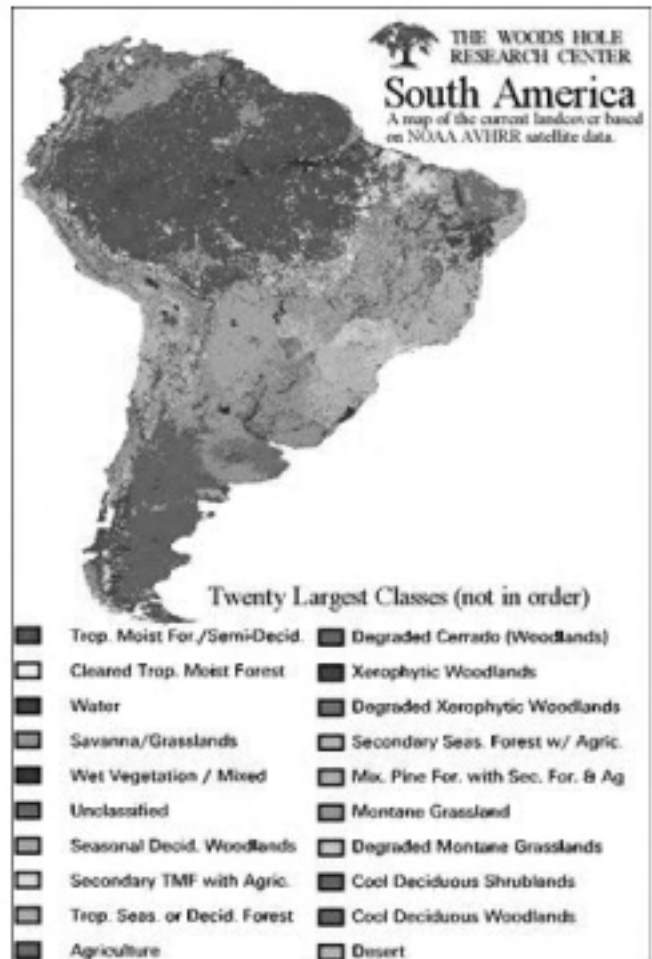 THE WOODS HOLE
RESEARCH CENTER
South America
A map of the current landcover based
on NOAA AVHRR satellite data.
Twenty Largest Classes (not in order)
Trop. Moist For./Semi-Decid.
Cleared Trop. Moist Forest
Water
Savanna/Grasslands
Wet Vegetation / Mixed
Unclassified
Seasonal Decid. Woodlands
Secondary TMF with Agric.
Trop. Seas. or Decid. Forest
Agriculture
Degraded Cerrado (Woodlands)
Xerophytic Woodlands
Degraded Xerophytic Woodlands
Secondary Seas. Forest w/ Agric.
Mix. Pine For. with Sec. For. & Ag
Montane Grassland
Degraded Montane Grasslands
Cool Deciduous Shrublands
Cool Deciduous Woodlands
Desert